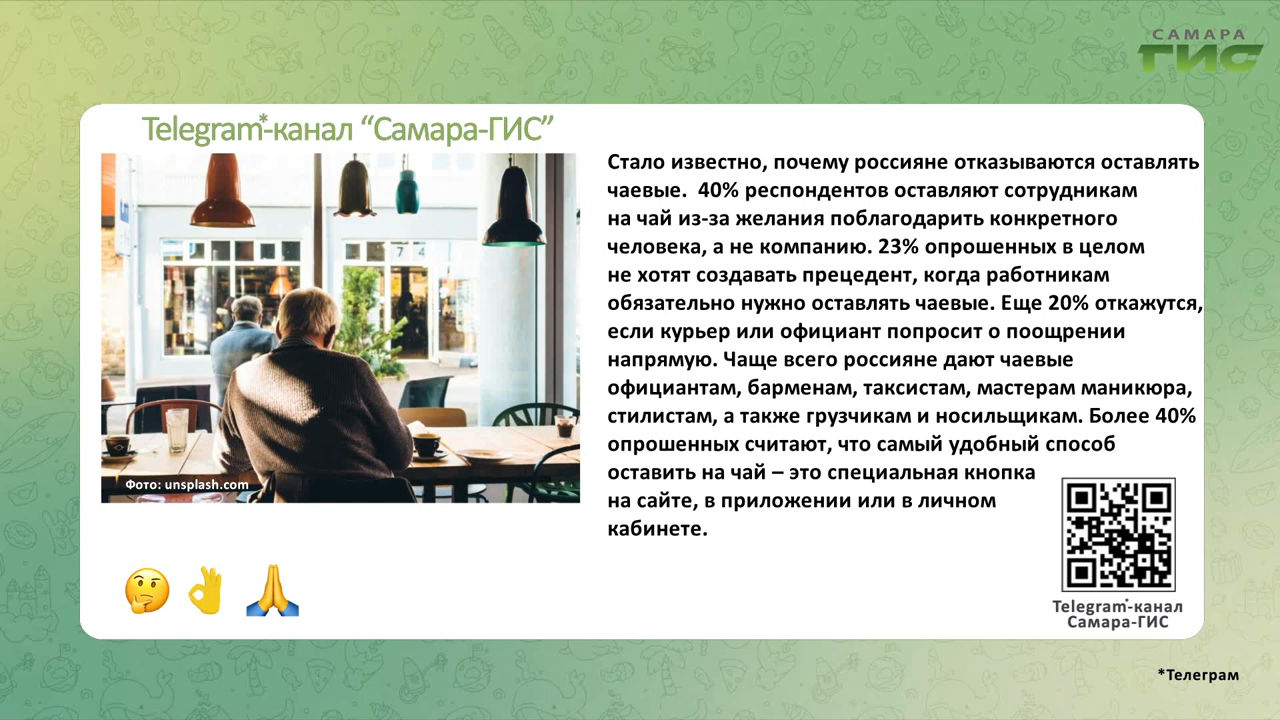 САМАРА
ГИС
Telegram*-канал “Самара-ГИС”
Стало известно, почему россияне отказываются оставлять
чаевые.  40% респондентов оставляют сотрудникам
на чай из-за желания поблагодарить конкретного
человека, а не компанию. 23% опрошенных в целом
не хотят создавать прецедент, когда работникам
обязательно нужно оставлять чаевые. Еще 20% откажутся,
если курьер или официант попросит о поощрении
напрямую. Чаще всего россияне дают чаевые
официантам, барменам, таксистам, мастерам маникюра,
стилистам, а также грузчикам и носильщикам. Более 40%
опрошенных считают, что самый удобный способ
оставить на чай – это специальная кнопка
на сайте, в приложении или в личном
кабинете.
7 4
Фото: unsplash.com
Telegram*-канал
Самара-ГИС
*Телеграм